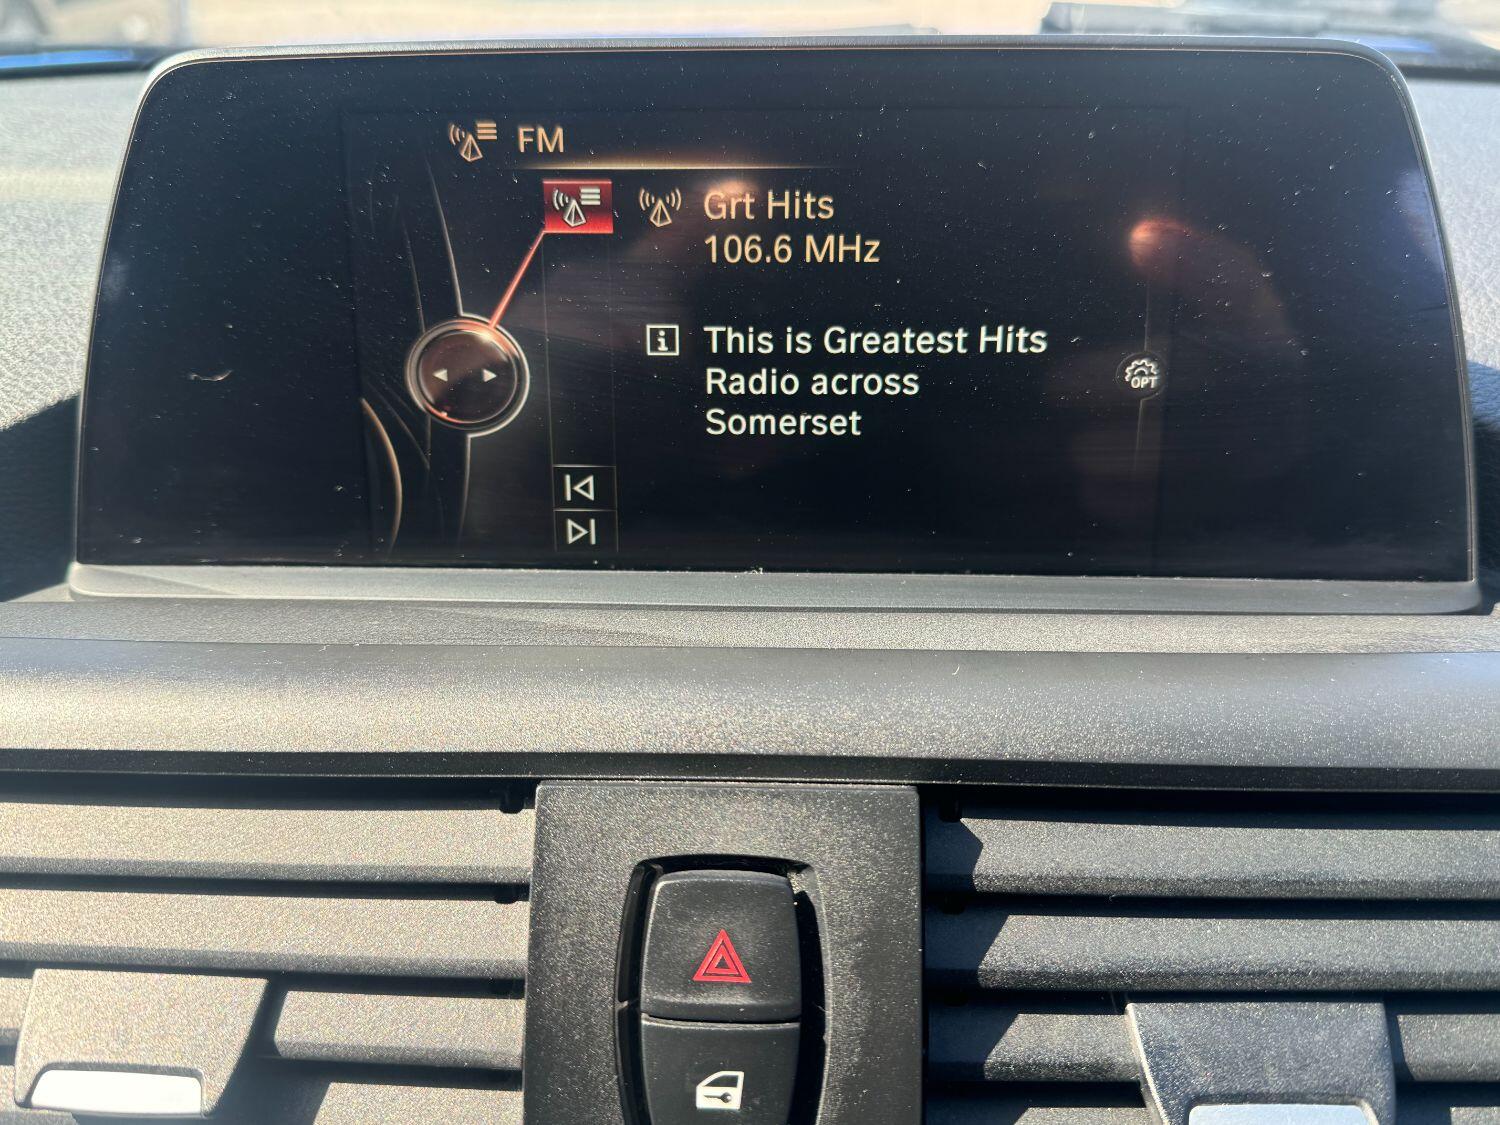 FM
Grt Hits
106.6 MHz
This is Greatest Hits
Radio across
Somerset
OPT